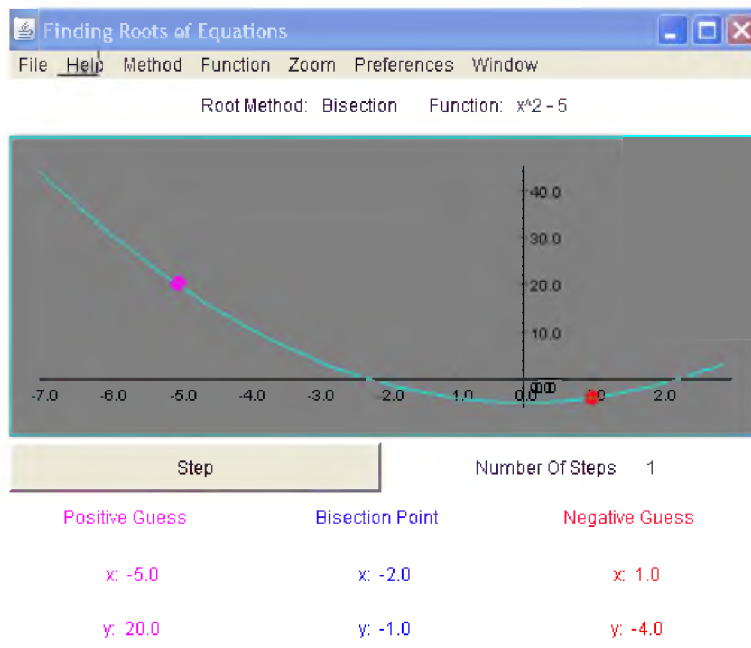 Finding Roots of Equations
File Help Method Function Zoom Preferences Window
Root Method: Bisection Function: x^2 - 5
40.0
30.0
20.0
10.0
-7.0 -6.0 -5.0 -4.0 -3.0 -2.0 -1.0 0.0 2.0
Step Number Of Steps 1
Positive Guess Bisection Point Negative Guess
x: -5.0 x: -2.0 x: 1.0
y: 20.0 y: -1.0 y: -4.0